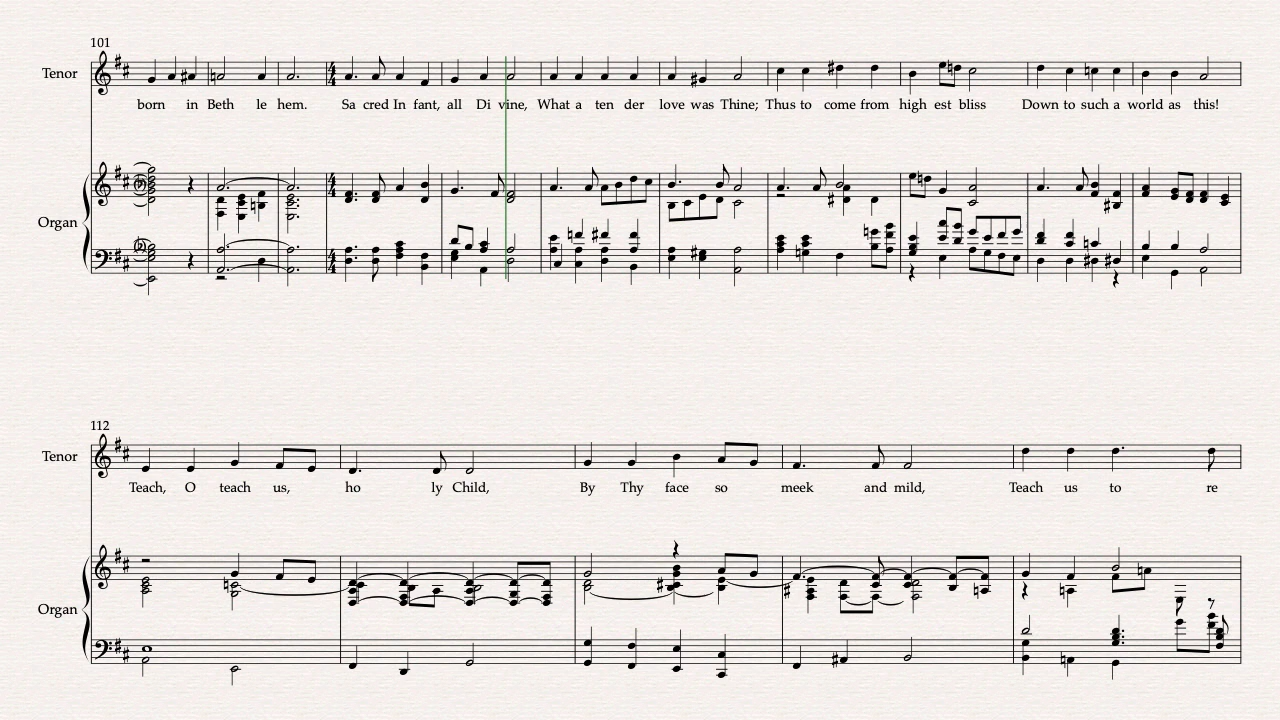 101
Tenor
born in Beth le hem. Sa cred In fant, all Di vine, What a ten der love was Thine; Thus to come from high est bliss Down to such a world as this!
Organ
112
Tenor
Teach, O teach us, ho ly Child, By Thy face so meek and mild, Teach us to re
Organ